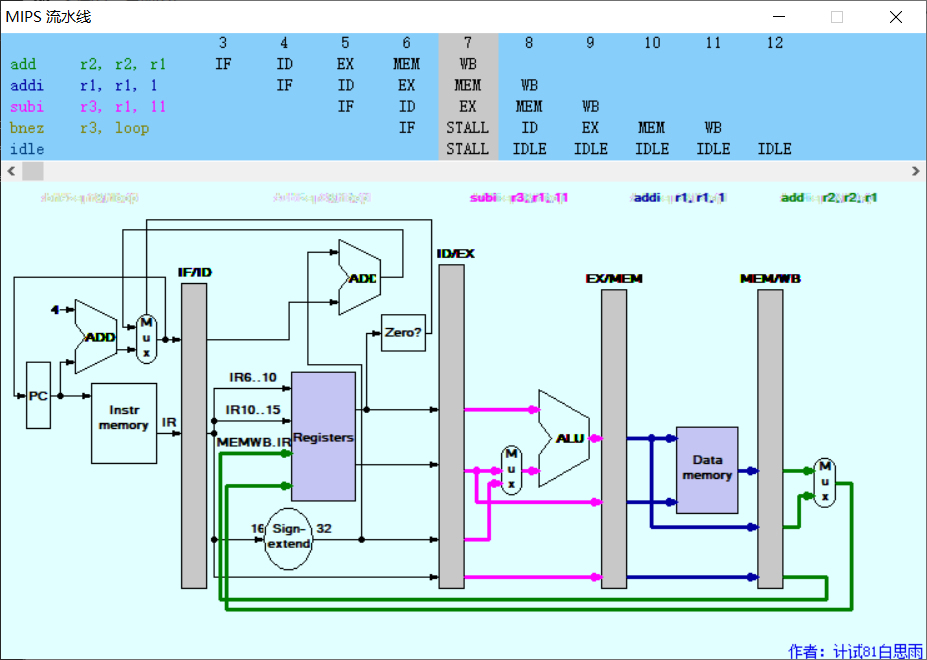 MIPS 流水线
3 4 5 6 7 8 9 10 11 12
add r2, r2, r1 IF ID EX MEM WB
addi r1, r1, 1 IF ID EX MEM WB
subi r3, r1, 11 IF ID EX MEM WB
bnez r3, loop IF STALL ID EX MEM WB
idle STALL IDLE IDLE IDLE IDLE IDLE
subi r3,r1,11 addi r1,r1,1 add r2,r2,r1
ID/EX
IF/ID
ADD
EX/MEM
MEM/WB
4
Mux
Zero?
ADD
IR6..10
PC
Instr memory
IR10..15
IR
Registers
MEMWB.IR
ALU
Mux
Data memory
Mux
16
Sign-extend
32
作者：计试81白思雨